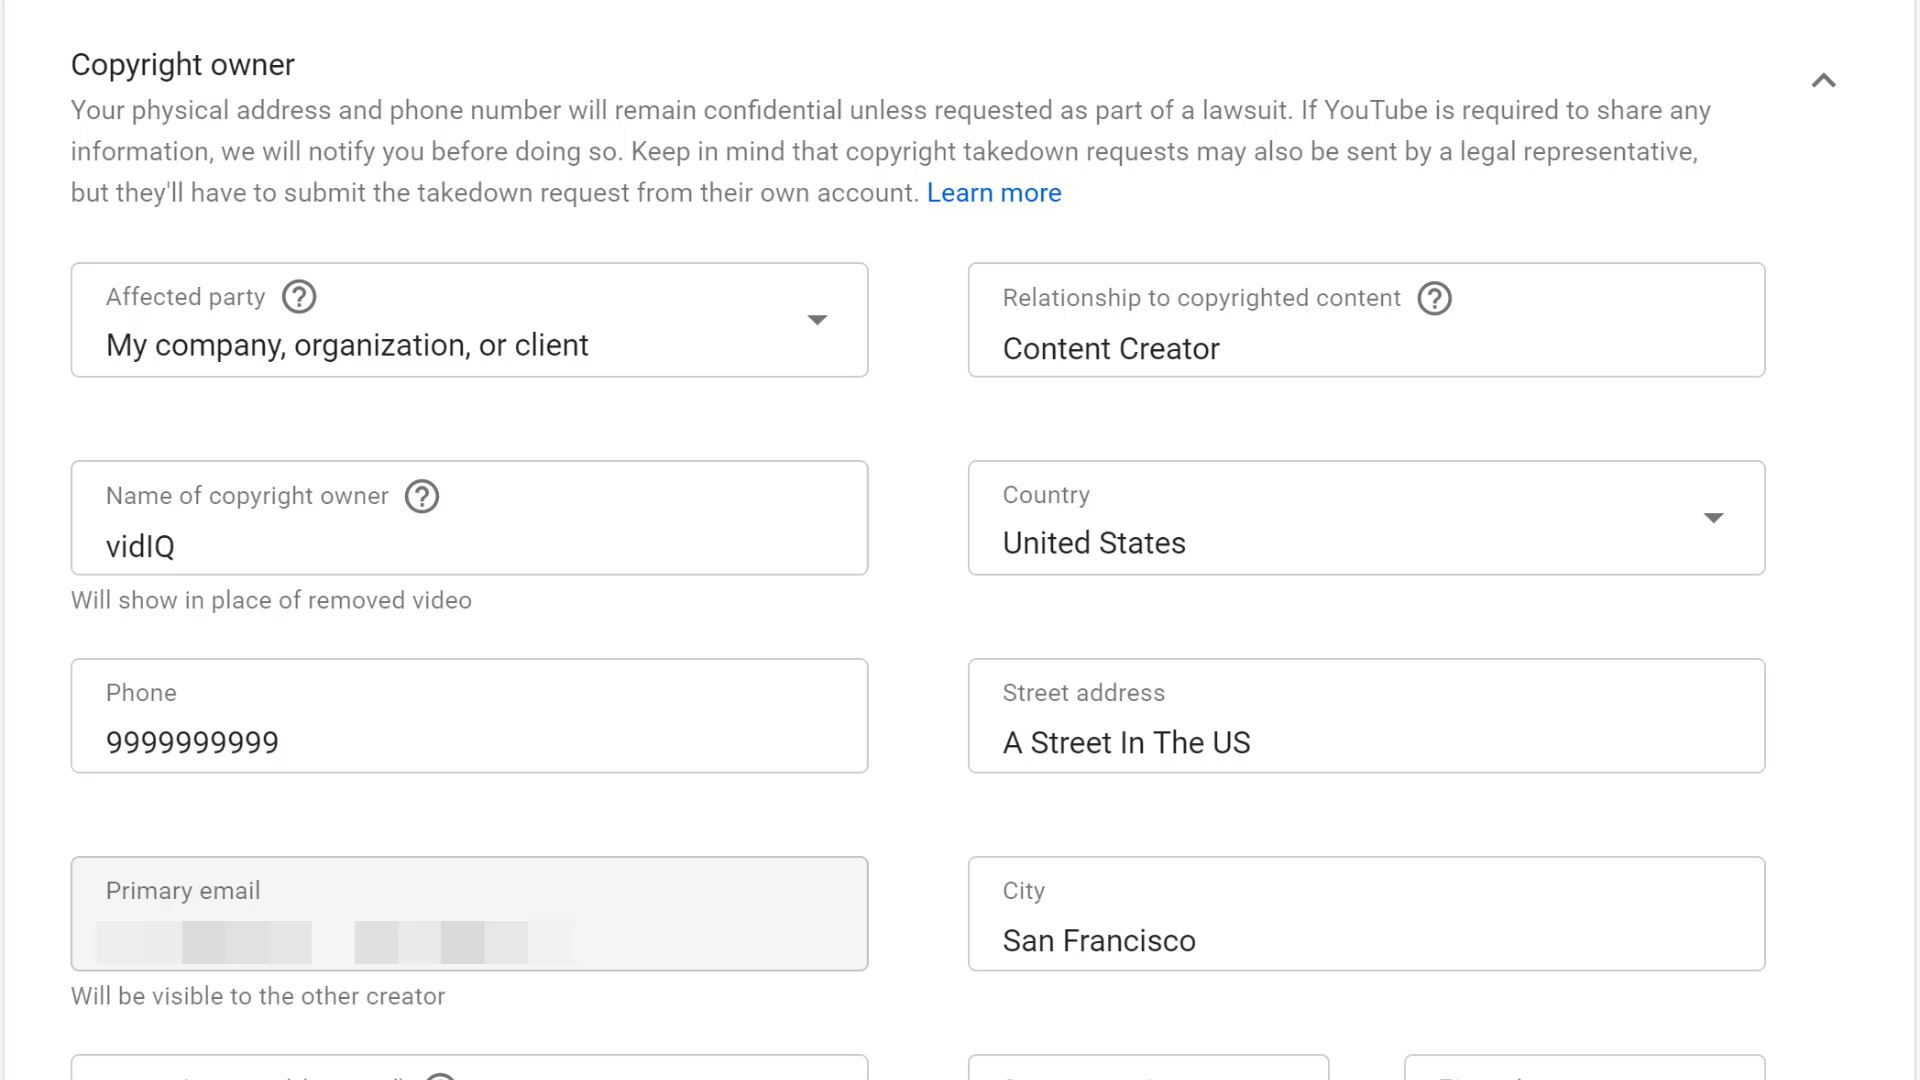 Copyright owner
Your physical address and phone number will remain confidential unless requested as part of a lawsuit. If YouTube is required to share any
information, we will notify you before doing so. Keep in mind that copyright takedown requests may also be sent by a legal representative,
but they'll have to submit the takedown request from their own account. Learn more
Affected party
My company, organization, or client
Relationship to copyrighted content
Content Creator
Name of copyright owner
vidIQ
Will show in place of removed video
Country
United States
Phone
9999999999
Street address
A Street In The US
Primary email
Will be visible to the other creator
City
San Francisco